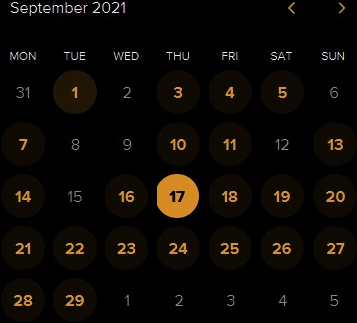 September 2021
MON TUE WED THU FRI SAT SUN
31 1 2 3 4 5 6
7 8 9 10 11 12 13
14 15 16 17 18 19 20
21 22 23 24 25 26 27
28 29 1 2 3 4 5